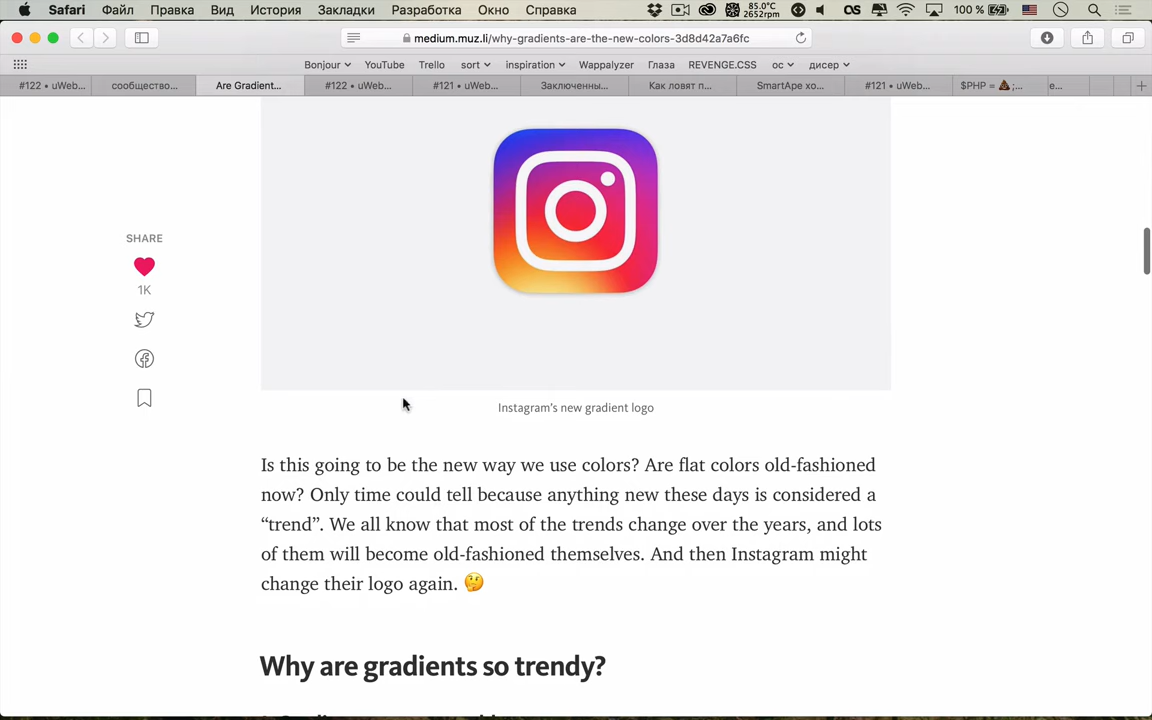 Safari Файл Правка Вид История Закладки Разработка Окно Справка 85.0°C 2652rpm 100 %
medium.muz.li/why-gradients-are-the-new-colors-3d8d42a7a6fc
Bonjour YouTube Trello sort inspiration Wappalyzer Глаза REVENGE.CSS ос дисер
#122 • uWeb... сообщество... Are Gradient... #122 • uWeb... #121 • uWeb... Заключенны... Как ловят п... SmartApe хо... #121 • uWeb... $PHP = 💩 ;... e...
SHARE
1K
Instagram's new gradient logo
Is this going to be the new way we use colors? Are flat colors old-fashioned
now? Only time could tell because anything new these days is considered a
“trend”. We all know that most of the trends change over the years, and lots
of them will become old-fashioned themselves. And then Instagram might
change their logo again. 🤔
Why are gradients so trendy?